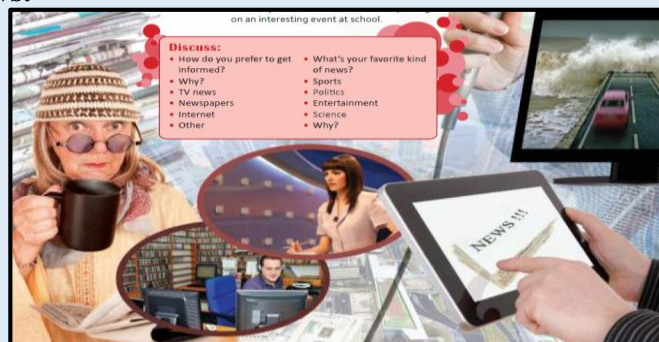 on an interesting event at school.
Discuss:
• How do you prefer to get
informed?
• Why?
• TV news
• Newspapers
• Internet
• Other
• What's your favorite kind
of news?
• Sports
• Politics
• Entertainment
• Science
• Why?
NEWS !!!